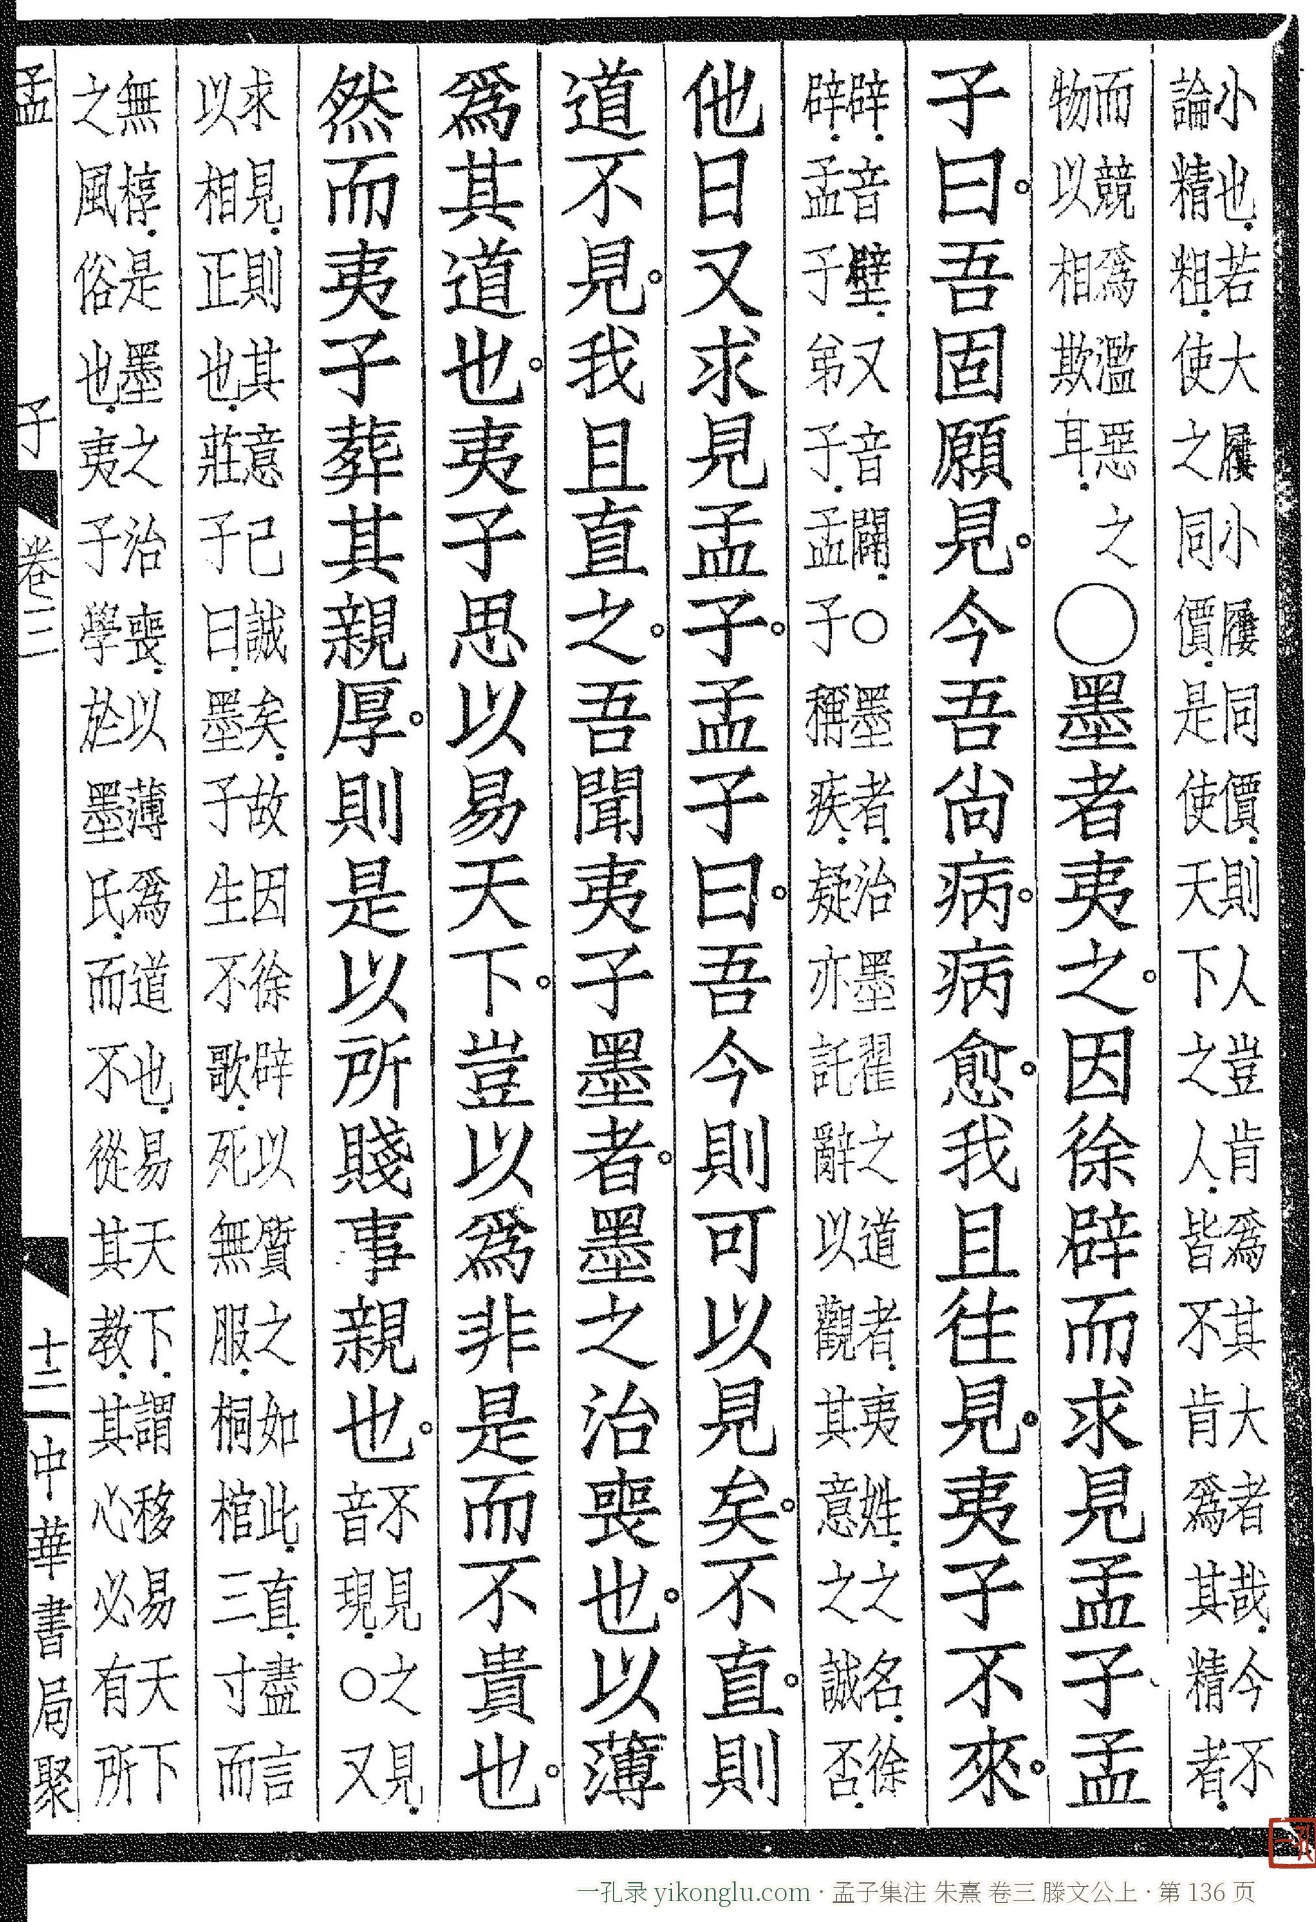 小也.若大屨小屨同價.則人豈肯爲其大者哉.今不
論精粗.使之同價.是使天下之人.皆不肯爲其精者.
而競爲濫惡之
物以相欺耳.
○墨者夷之。因徐辟而求見孟子孟
子曰。吾固願見。今吾尙病。病愈。我且往見。夷子不來。
辟.音壁.又音闢.○墨者.治墨翟之道者.夷姓.之名.徐
辟.孟子弟子.孟子稱疾.疑亦託辭以觀其意之誠否.
他日又求見孟子。孟子曰。吾今則可以見矣。不直。則
道不見。我且直之。吾聞夷子墨者。墨之治喪也。以薄
爲其道也。夷子思以易天下。豈以爲非是而不貴也。
然而夷子葬其親厚。則是以所賤事親也。
不見之見.
音現.○又
求見.則其意已誠矣.故因徐辟以質之如此.直.盡言
以相正也.莊子曰.墨子生不歌.死無服.桐棺三寸而
無椁.是墨之治喪.以薄爲道也.易天下.謂移易天下
之風俗也.夷子學於墨氏.而不從其教.其心必有所
孟子 卷三 十二 中華書局聚
一孔录 yikonglu.com · 孟子集注 朱熹 卷三 滕文公上 · 第 136 页